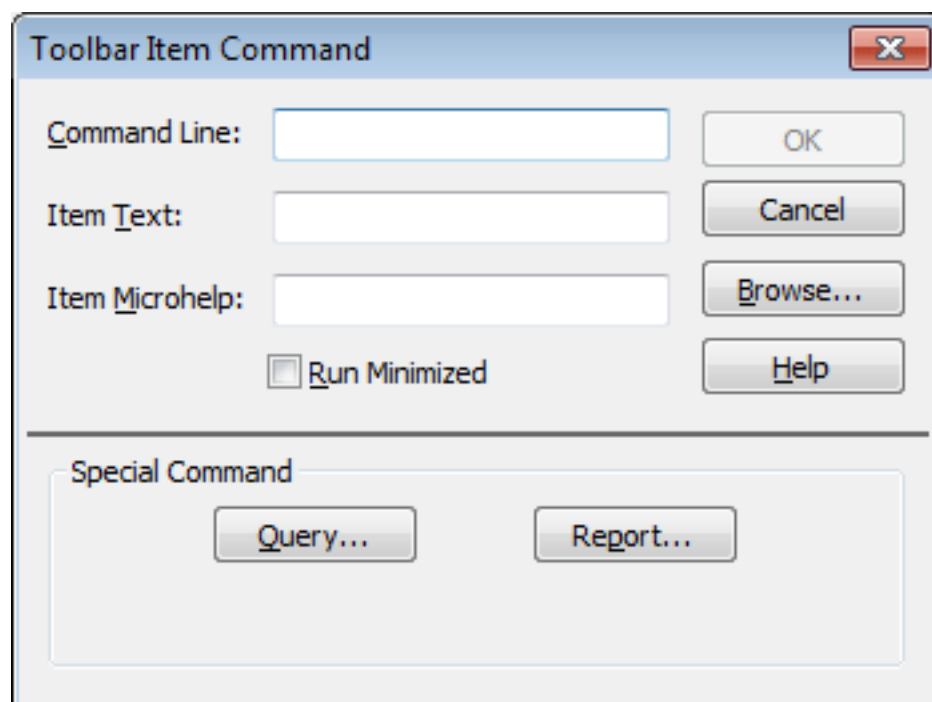 Toolbar Item Command
Command Line:
OK
Item Text:
Cancel
Item Microhelp:
Browse...
Run Minimized
Help
Special Command
Query...
Report...